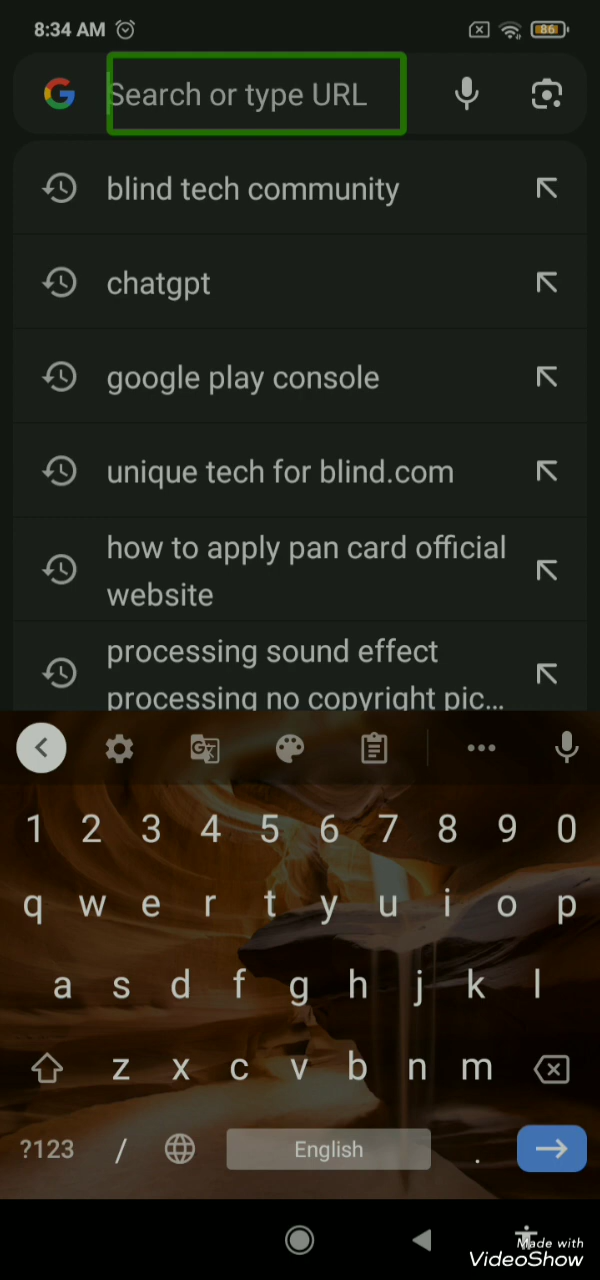 8:34 AM
86
Search or type URL
blind tech community
chatgpt
google play console
unique tech for blind.com
how to apply pan card official
website
processing sound effect
processing no copyright pic...
1 2 3 4 5 6 7 8 9 0
q w e r t y u i o p
a s d f g h j k l
z x c v b n m
?123 / English .
Made with
VideoShow